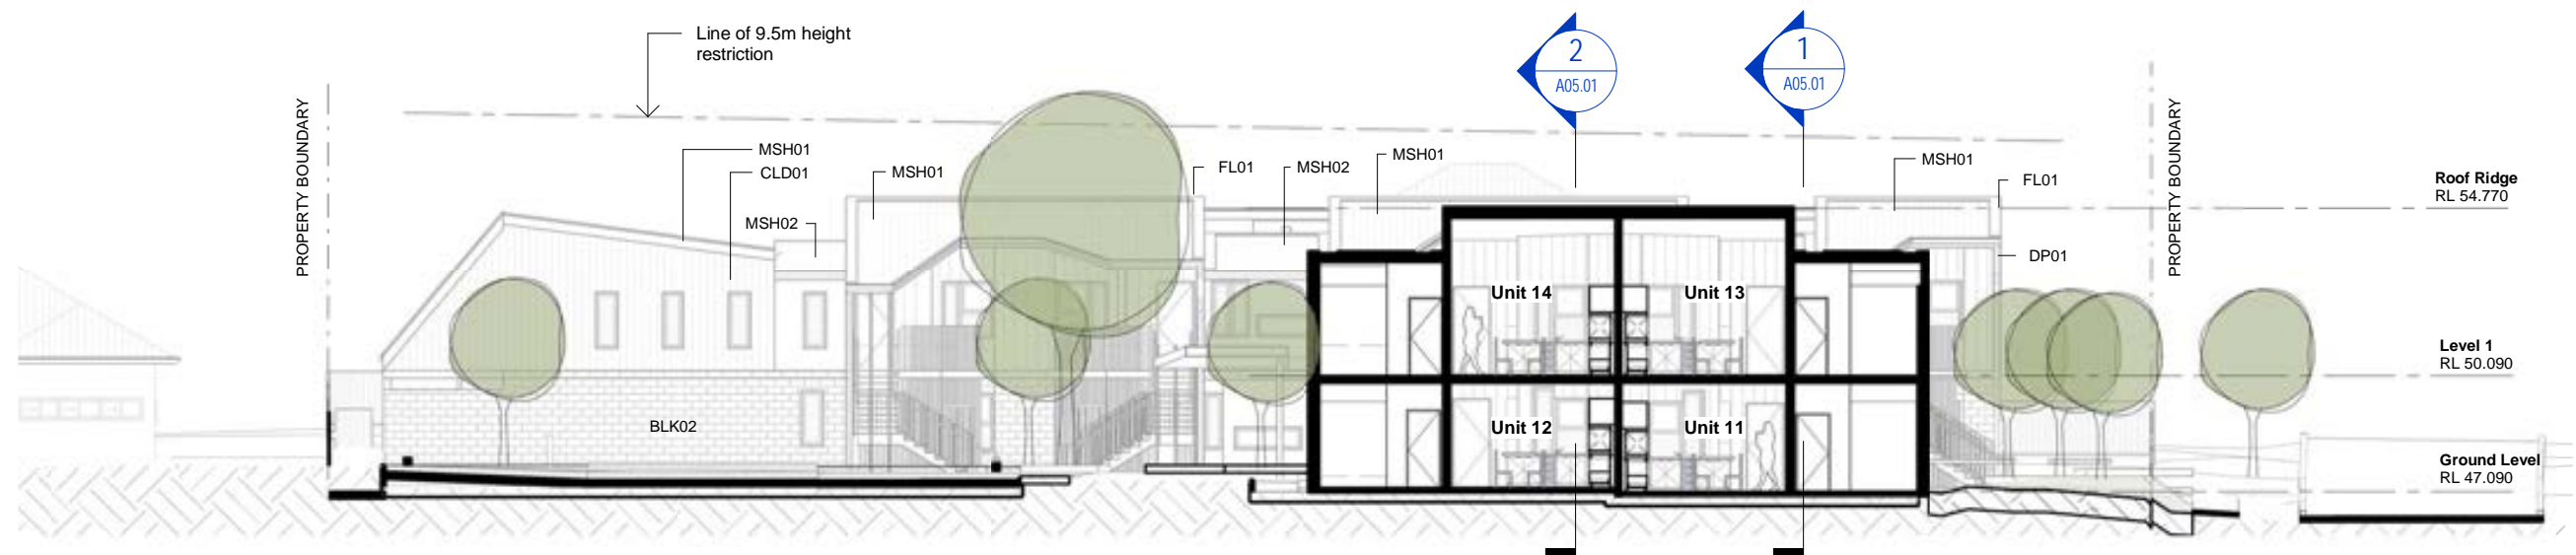 Line of 9.5m height
restriction
2
A05.01
1
A05.01
PROPERTY BOUNDARY
MSH01
CLD01
MSH02
MSH01
FL01
MSH02
MSH01
MSH01
FL01
DP01
PROPERTY BOUNDARY
Roof Ridge
RL 54.770
Unit 14
Unit 13
Level 1
RL 50.090
BLK02
Unit 12
Unit 11
Ground Level
RL 47.090